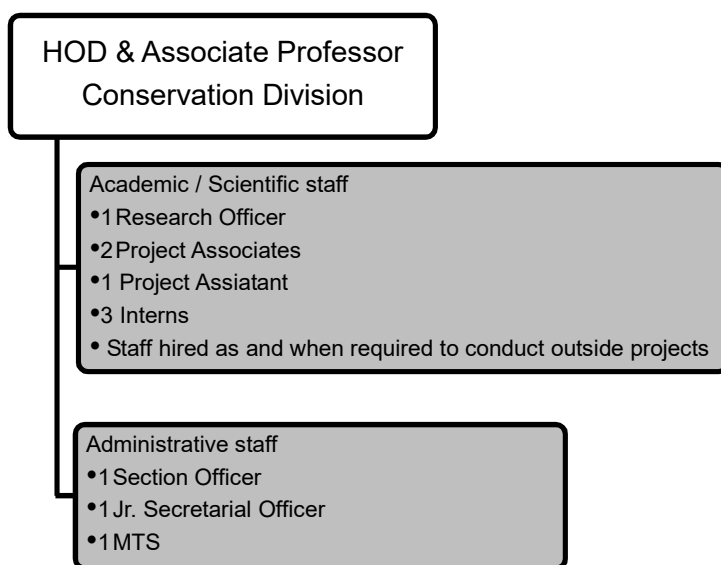 HOD & Associate Professor
Conservation Division
Academic / Scientific staff
•1 Research Officer
•2 Project Associates
•1 Project Assiatant
•3 Interns
• Staff hired as and when required to conduct outside projects
Administrative staff
•1 Section Officer
•1 Jr. Secretarial Officer
•1 MTS